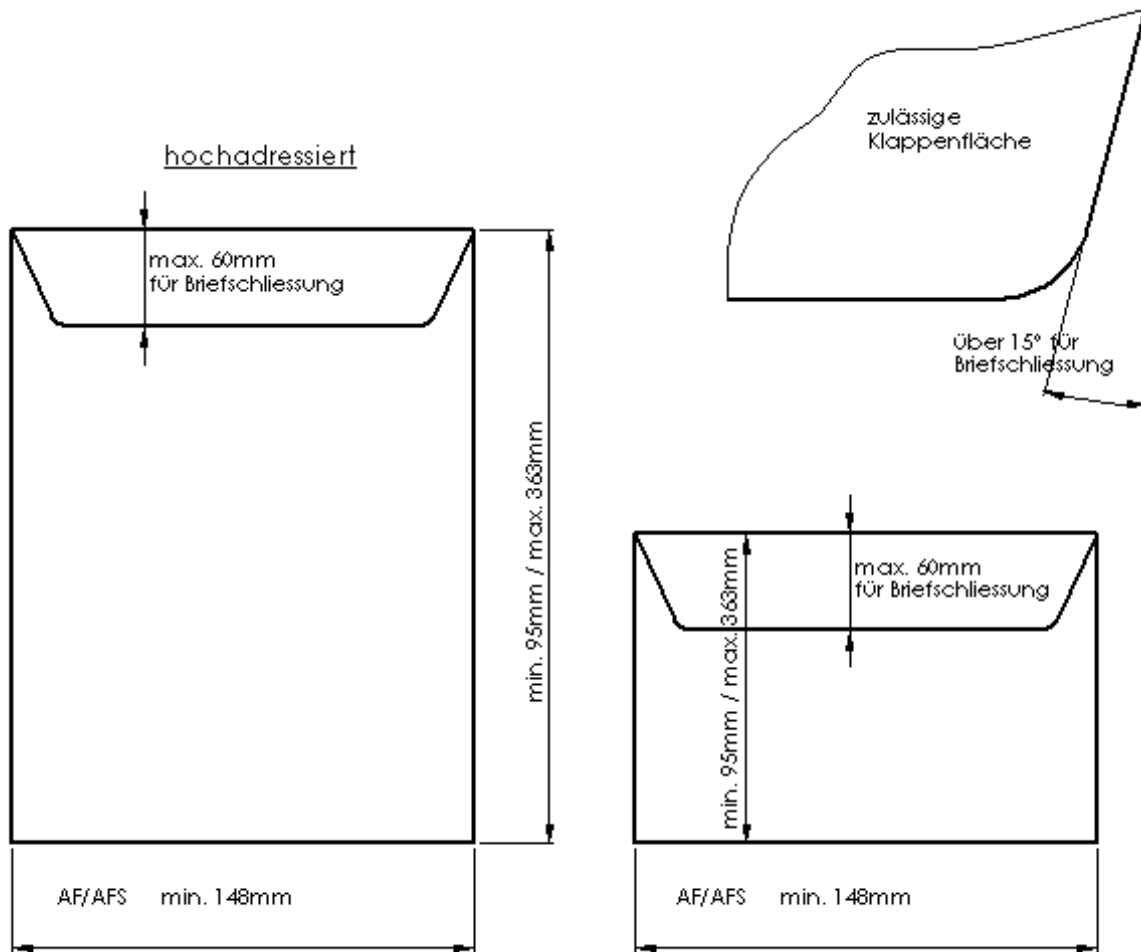 zulässige
Klappenfläche
hochadressiert
max. 60mm
für Briefschliessung
über 15° für
Briefschliessung
min. 95mm / max. 363mm
max. 60mm
für Briefschliessung
min. 95mm / max. 363mm
AF/AFS min. 148mm
AF/AFS min. 148mm